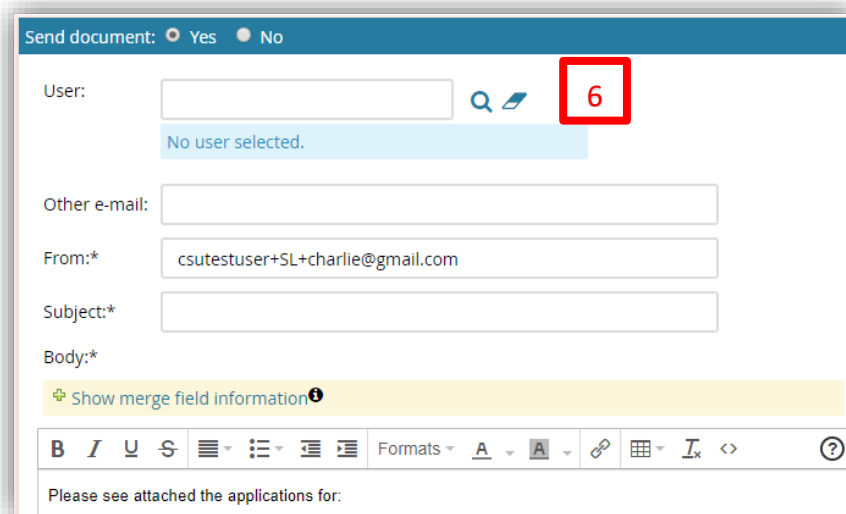 Send document: Yes No
User:
6
No user selected.
Other e-mail:
From:* csutestuser+SL+charlie@gmail.com
Subject:*
Body:*
Show merge field information
B I U S Formats A A Tx <> ?
Please see attached the applications for: